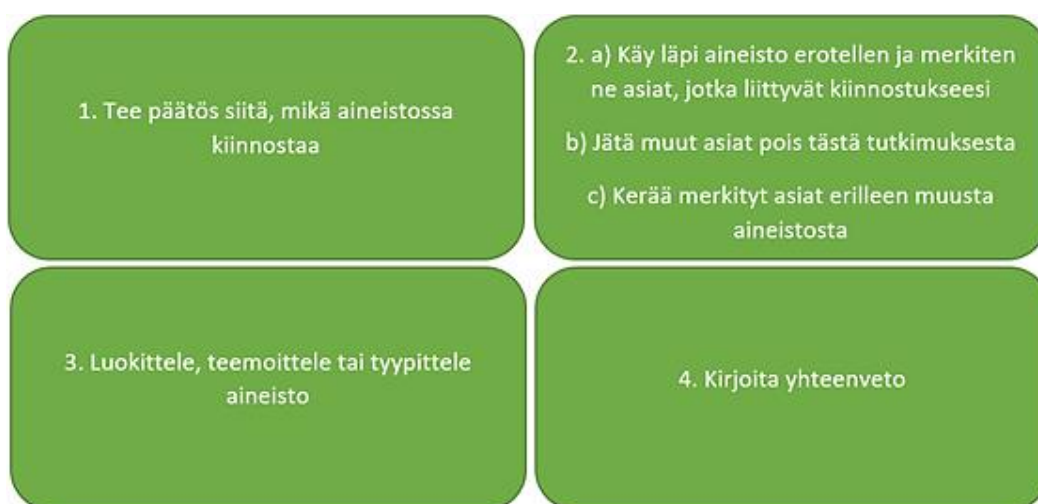 1. Tee päätös siitä, mikä aineistossa
kiinnostaa
2. a) Käy läpi aineisto erotellen ja merkiten
ne asiat, jotka liittyvät kiinnostukseesi
b) Jätä muut asiat pois tästä tutkimuksesta
c) Kerää merkityt asiat erilleen muusta
aineistosta
3. Luokittele, teemoittele tai tyypittele
aineisto
4. Kirjoita yhteenveto